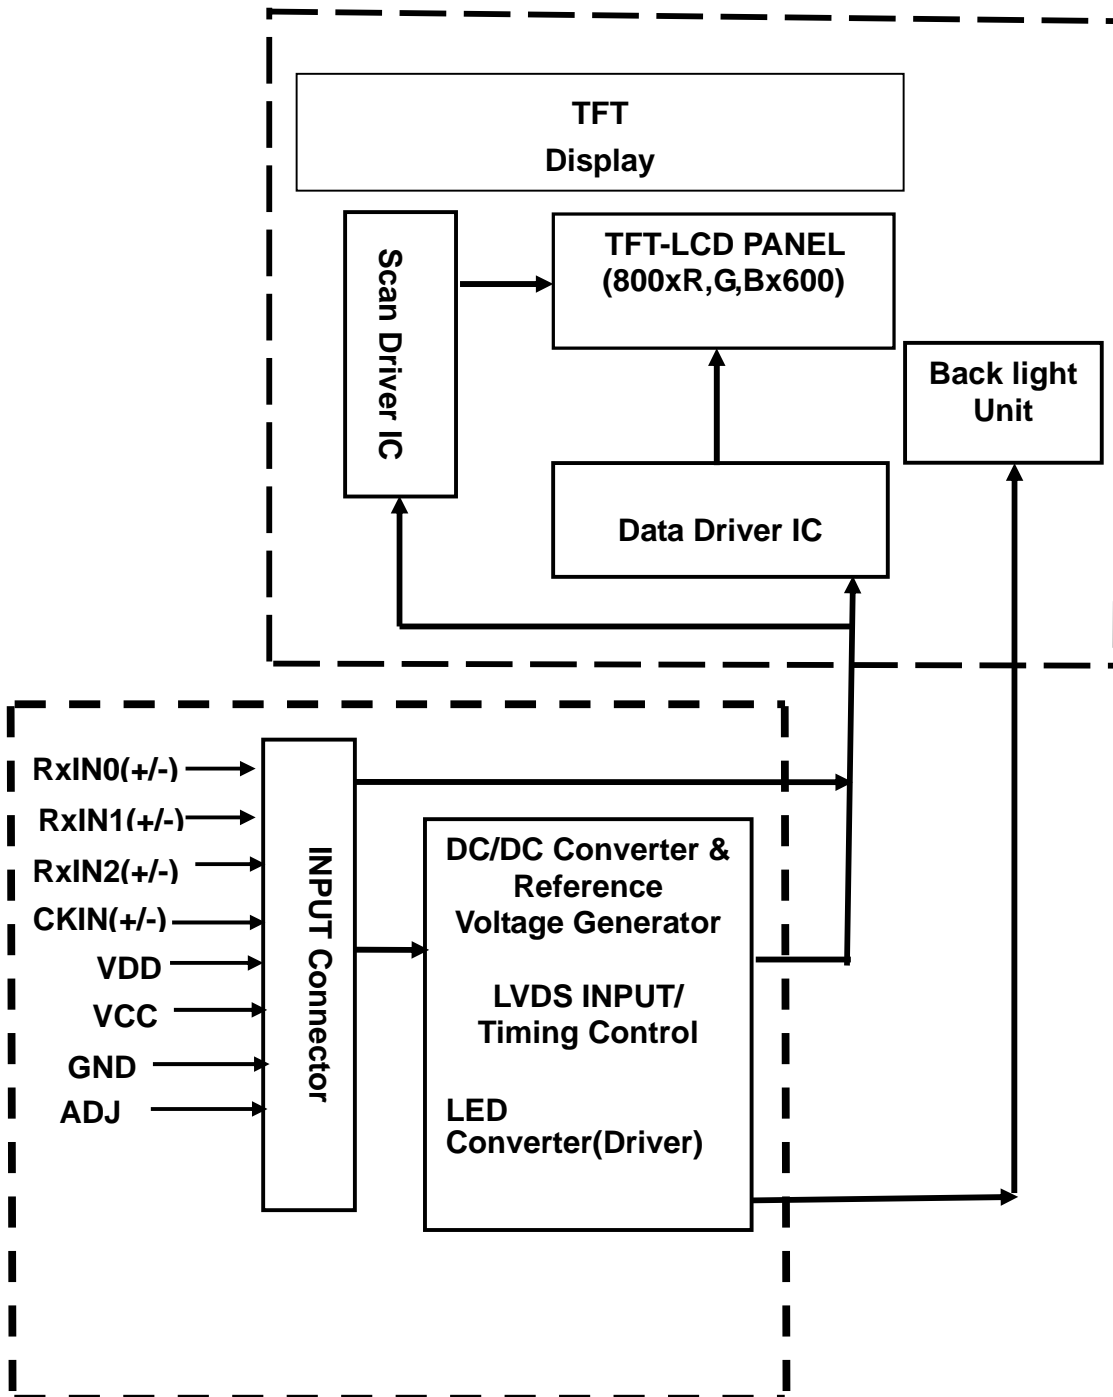 TFT
Display
Scan Driver IC
TFT-LCD PANEL
(800xR,G,Bx600)
Back light
Unit
Data Driver IC
RxIN0(+/-)
RxIN1(+/-)
RxIN2(+/-)
CKIN(+/-)
VDD
VCC
GND
ADJ
INPUT Connector
DC/DC Converter &
Reference
Voltage Generator
LVDS INPUT/
Timing Control
LED
Converter(Driver)